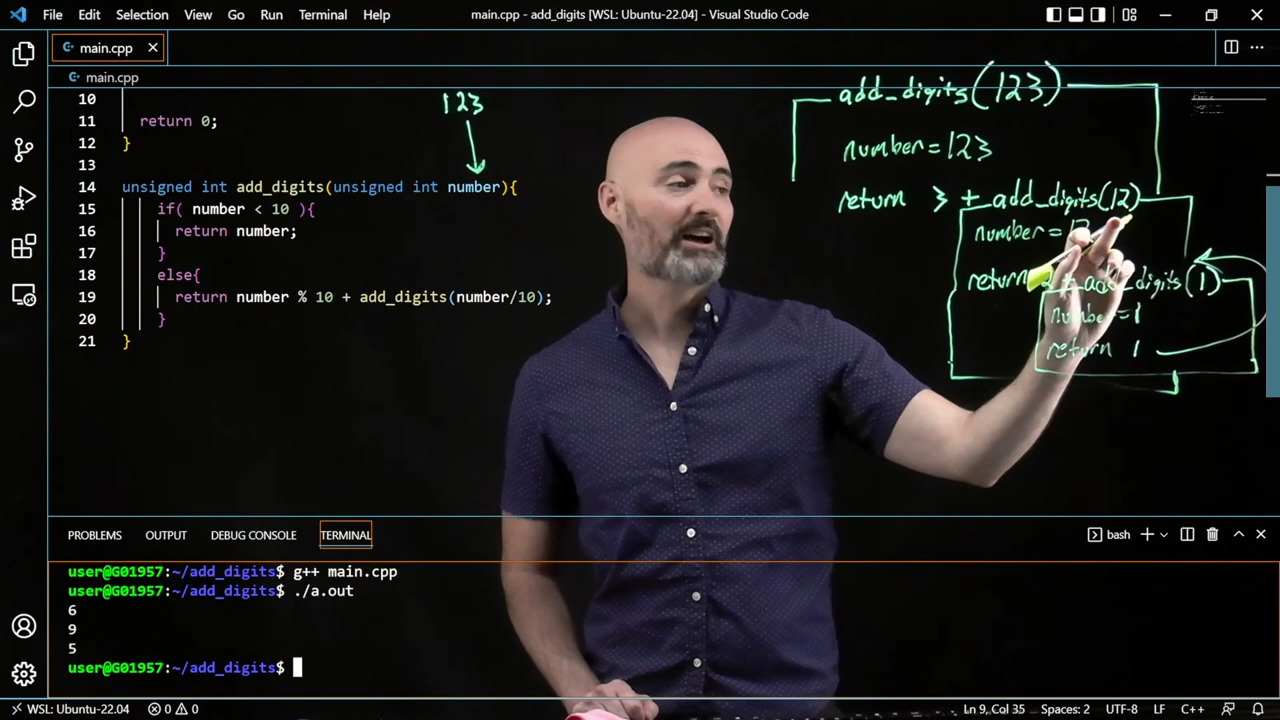 File Edit Selection View Go Run Terminal Help
main.cpp - add_digits [WSL: Ubuntu-22.04] - Visual Studio Code
main.cpp
main.cpp
10
11 return 0;
12 }
13
14 unsigned int add_digits(unsigned int number){
15 if( number < 10 ){
16 return number;
17 }
18 else{
19 return number % 10 + add_digits(number/10);
20 }
21 }
123
add_digits(123)
number=123
return 3 + add_digits(12)
number = 12
return 2 + add_digits(1)
number=1
return 1
PROBLEMS OUTPUT DEBUG CONSOLE TERMINAL
bash
user@G01957:~/add_digits$ g++ main.cpp
user@G01957:~/add_digits$ ./a.out
6
9
5
user@G01957:~/add_digits$
WSL: Ubuntu-22.04 0 0
Ln 9, Col 35 Spaces: 2 UTF-8 LF C++